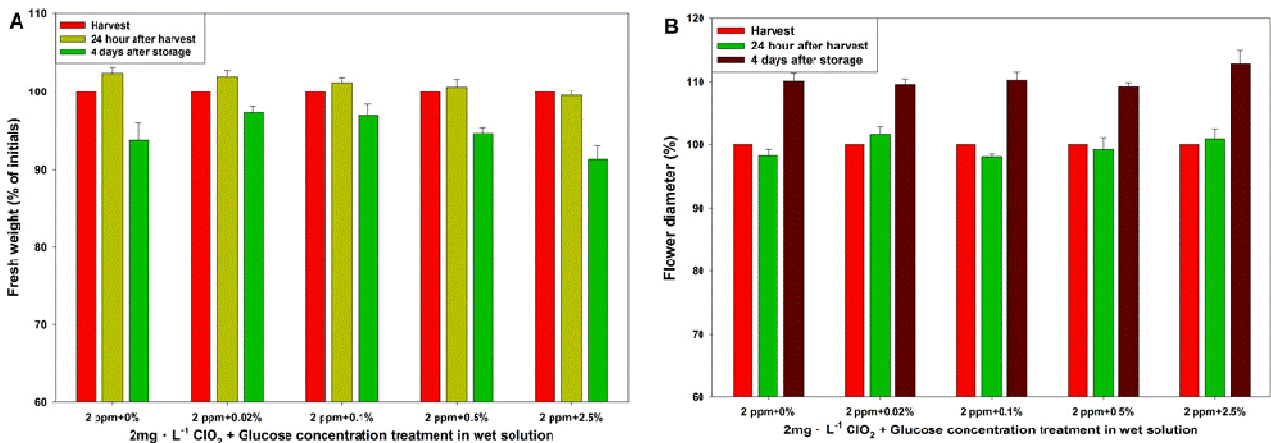 A
Fresh weight (% of initials)
110
100
90
80
70
60
Harvest
24 hour after harvest
4 days after storage
2 ppm+0% 2 ppm+0.02% 2 ppm+0.1% 2 ppm+0.5% 2 ppm+2.5%
2mg · L⁻¹ ClO₂ + Glucose concentration treatment in wet solution
B
Flower diameter (%)
120
110
100
90
80
70
60
Harvest
24 hour after harvest
4 days after storage
2 ppm+0% 2 ppm+0.02% 2 ppm+0.1% 2 ppm+0.5% 2 ppm+2.5%
2mg · L⁻¹ ClO₂ + Glucose concentration treatment in wet solution